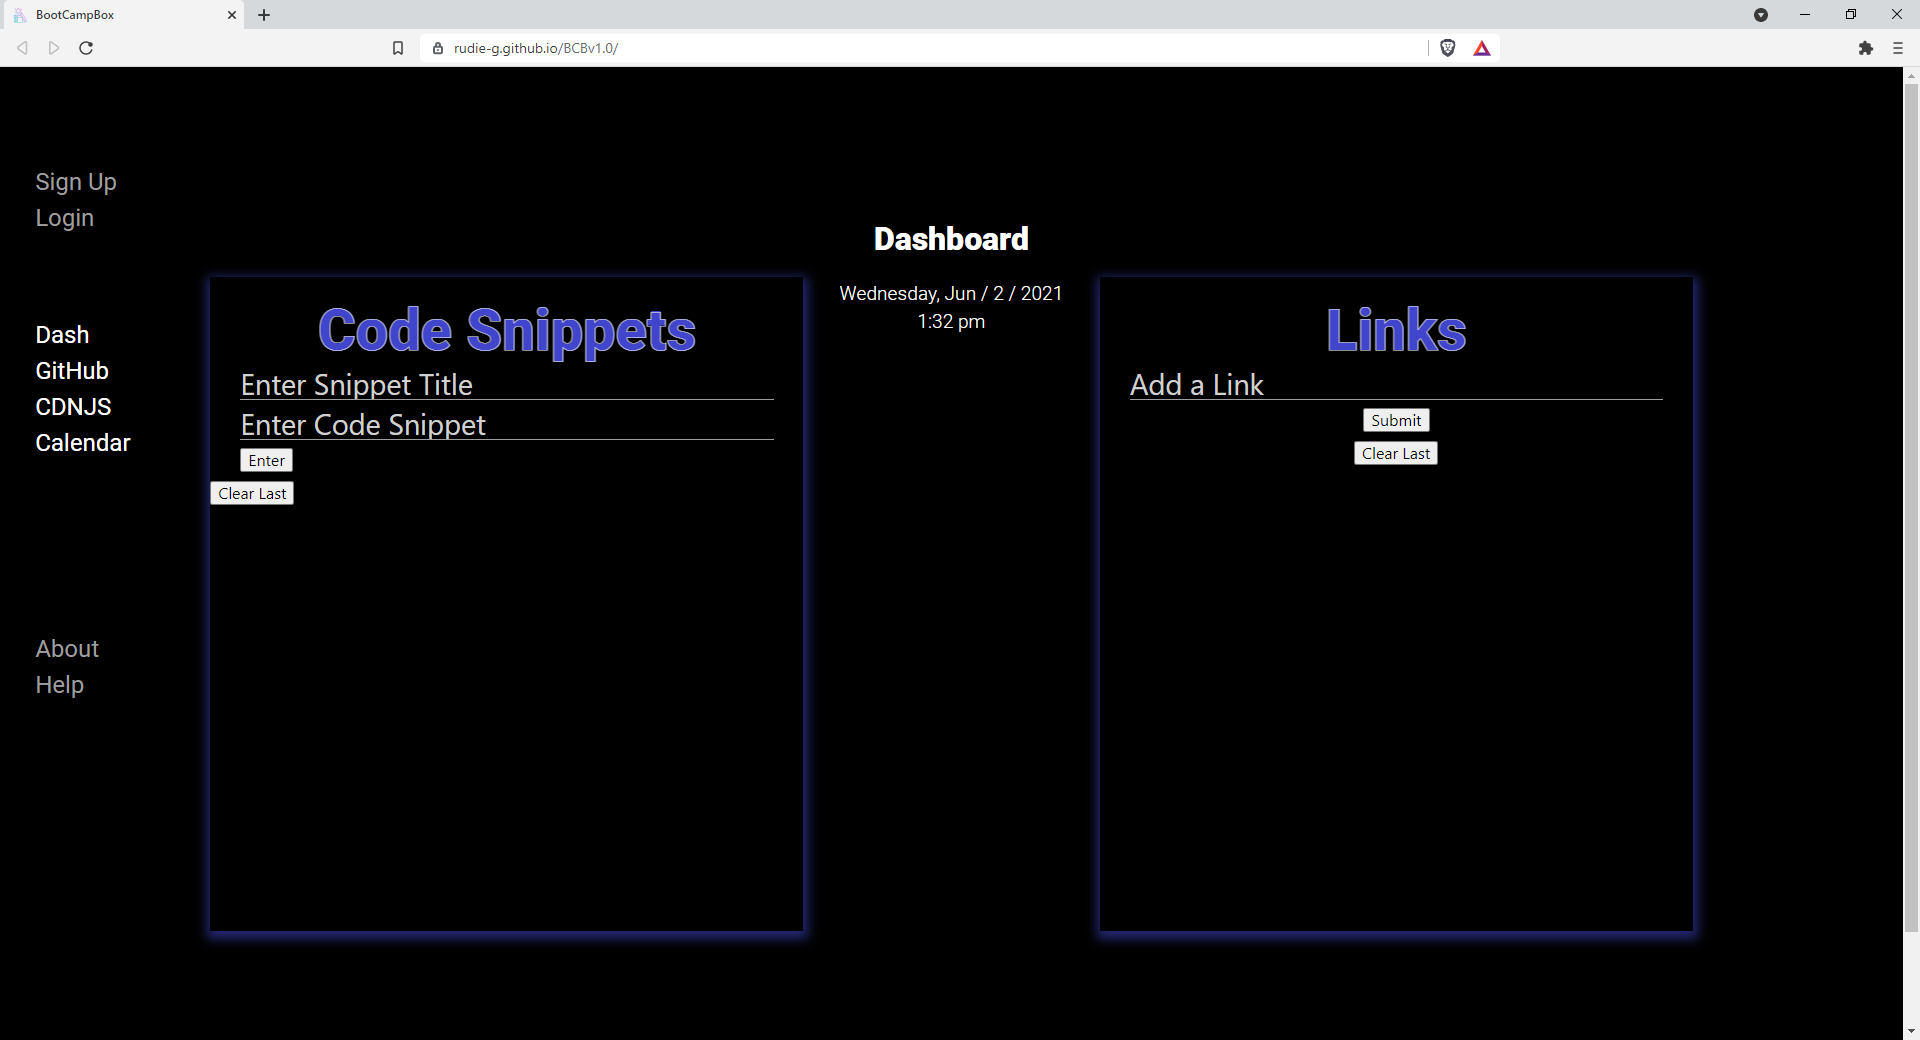 BootCampBox
rudie-g.github.io/BCBv1.0/
Sign Up
Login
Dash
GitHub
CDNJS
Calendar
About
Help
Dashboard
Wednesday, Jun / 2 / 2021
1:32 pm
Code Snippets
Enter Snippet Title
Enter Code Snippet
Enter
Clear Last
Links
Add a Link
Submit
Clear Last